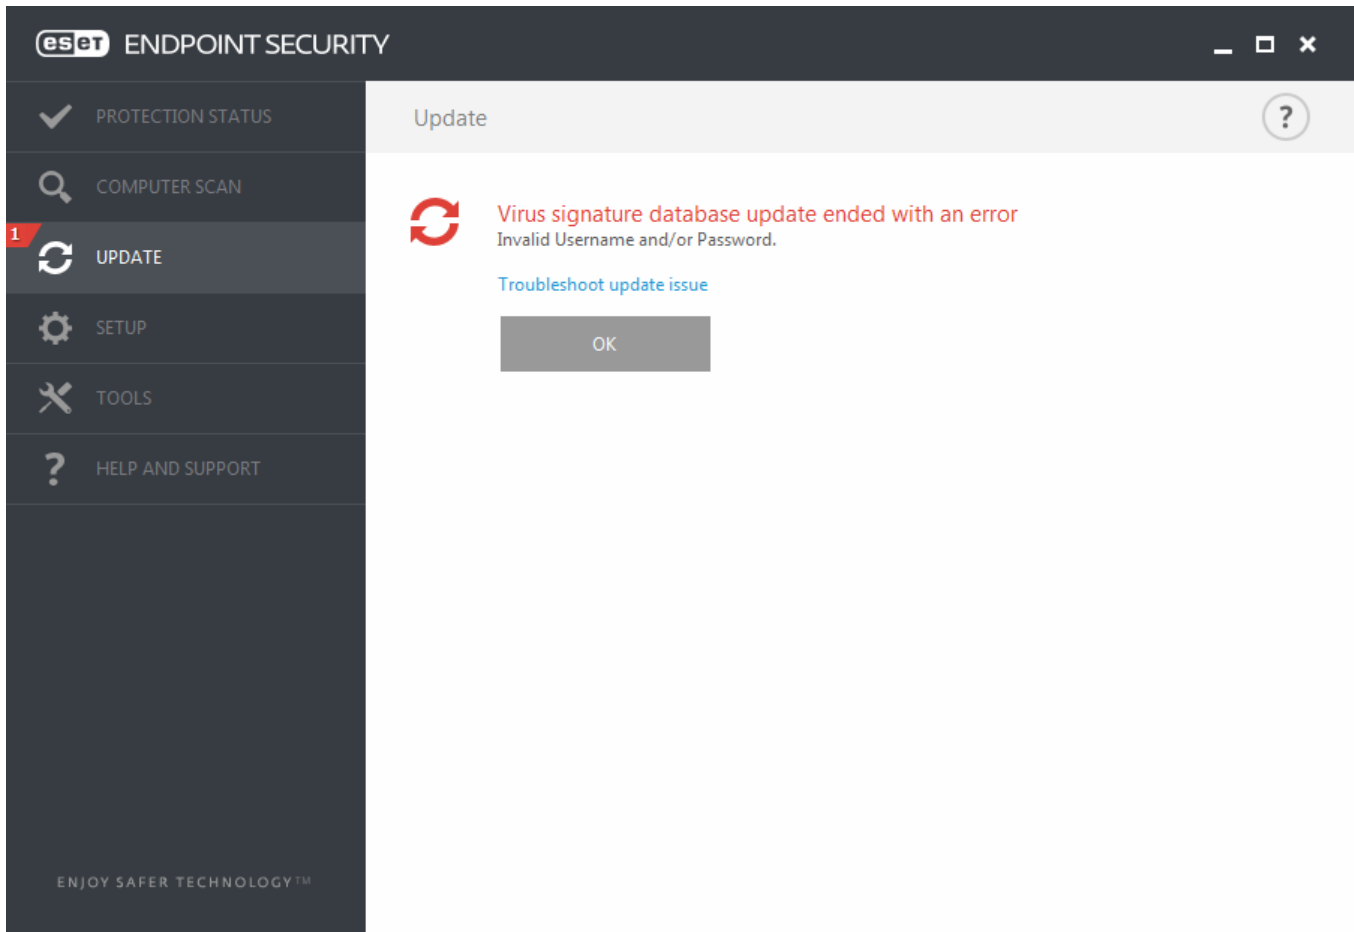 eset ENDPOINT SECURITY
PROTECTION STATUS
COMPUTER SCAN
1
UPDATE
SETUP
TOOLS
HELP AND SUPPORT
ENJOY SAFER TECHNOLOGY™
Update
?
Virus signature database update ended with an error
Invalid Username and/or Password.
Troubleshoot update issue
OK